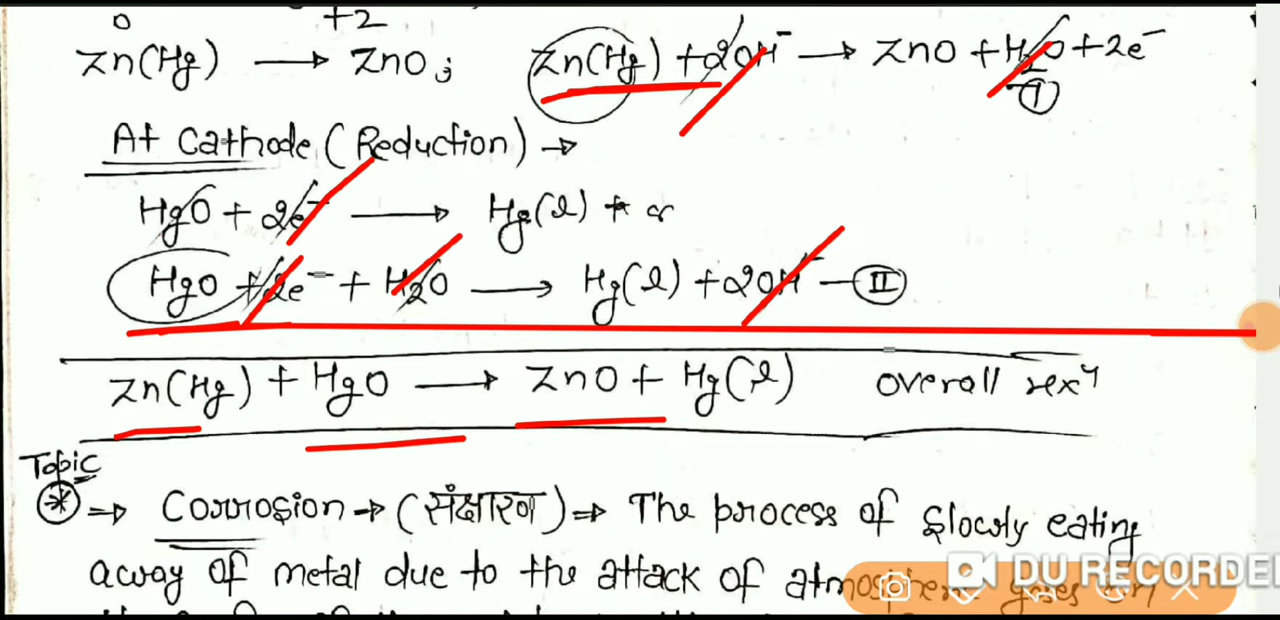 0 +2
Zn(Hg) → ZnO; Zn(Hg) + 2OH⁻ → ZnO + H₂O + 2e⁻
I
At Cathode (Reduction) →
HgO + 2e⁻ → Hg(l) +
HgO + 2e⁻ + H₂O → Hg(l) + 2OH⁻ — II
Zn(Hg) + HgO → ZnO + Hg(l) overall rexⁿ
Topic
* ⇒ Corrosion → (संक्षारण) ⇒ The process of slowly eating
away of metal due to the attack of
DU RECORDER